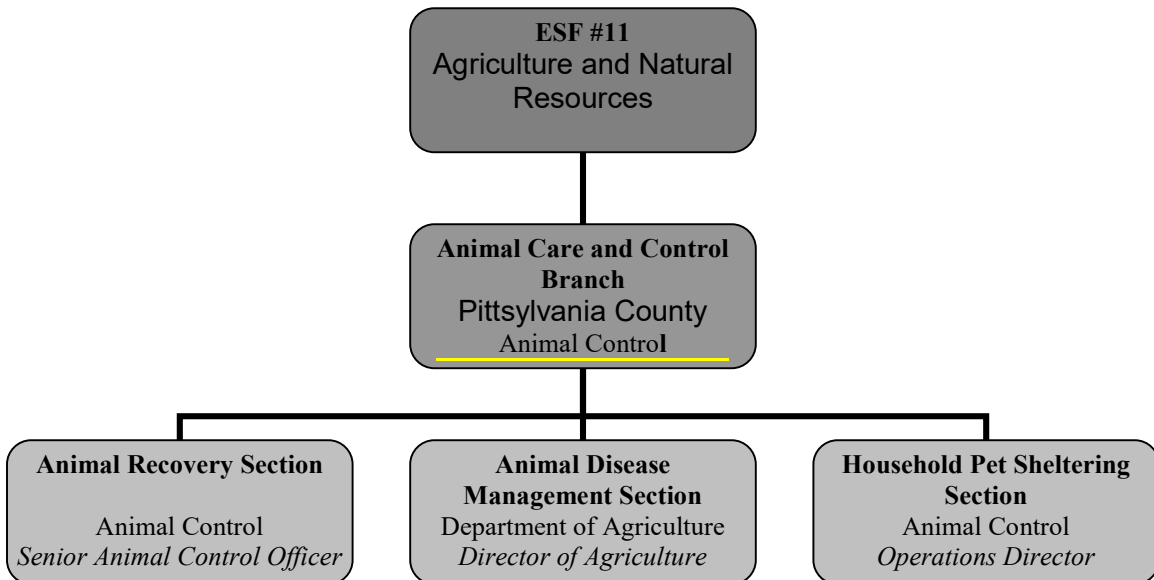 ESF #11
Agriculture and Natural
Resources
Animal Care and Control
Branch
Pittsylvania County
Animal Control
Animal Recovery Section
Animal Control
Senior Animal Control Officer
Animal Disease
Management Section
Department of Agriculture
Director of Agriculture
Household Pet Sheltering
Section
Animal Control
Operations Director